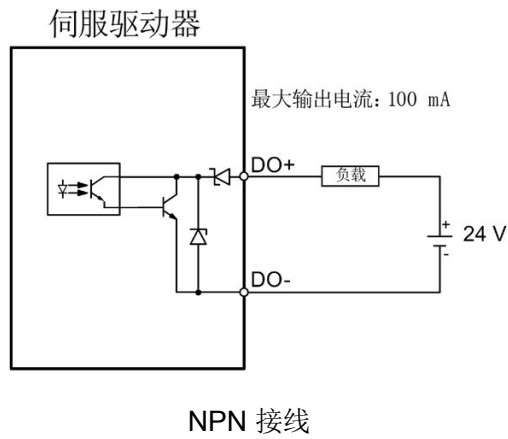 伺服驱动器
最大输出电流: 100 mA
DO+
负载
+
24 V
-
DO-
NPN 接线